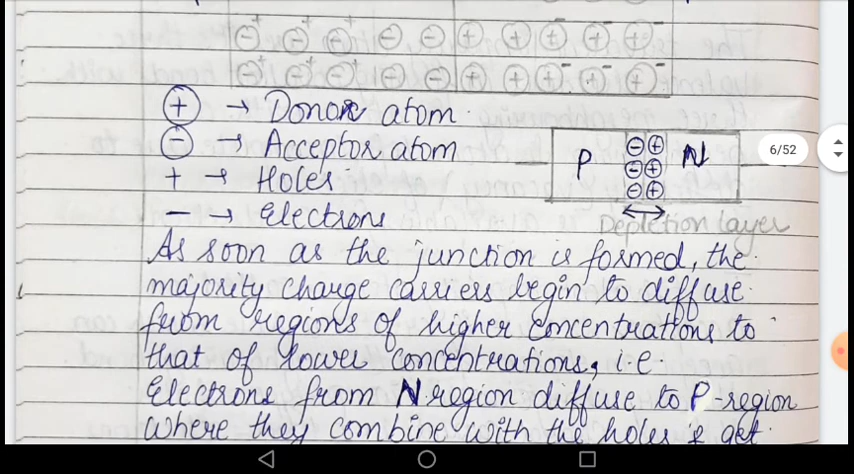 ⊕ → Donor atom.
⊖ → Acceptor atom
+ → Holes
− → Electrons
P ⊖ ⊕ N
⊖ ⊕
⊖ ⊕
Depletion layer
6/52
As soon as the junction is formed, the
majority charge carriers begin to diffuse
from regions of higher concentrations to
that of lower concentrations, i.e.
Electrons from N region diffuse to P-region
where they combine with the holes & get